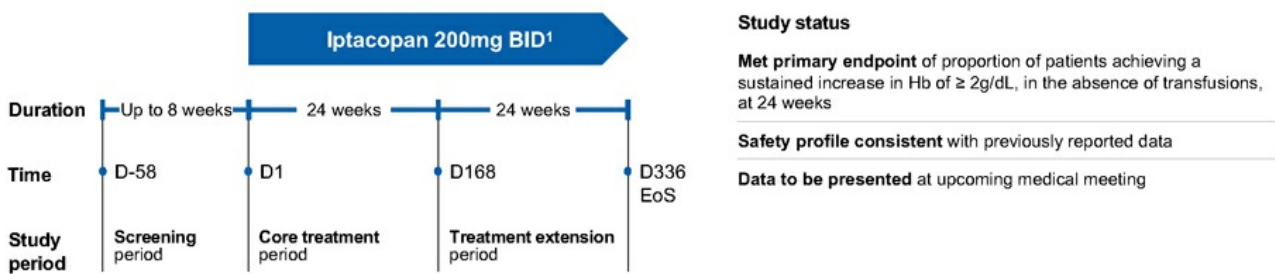 Iptacopan 200mg BID¹
Duration Up to 8 weeks 24 weeks 24 weeks
Time D-58 D1 D168 D336
EoS
Study Screening Core treatment Treatment extension
period period period period
Study status
Met primary endpoint of proportion of patients achieving a
sustained increase in Hb of ≥ 2g/dL, in the absence of transfusions,
at 24 weeks
Safety profile consistent with previously reported data
Data to be presented at upcoming medical meeting